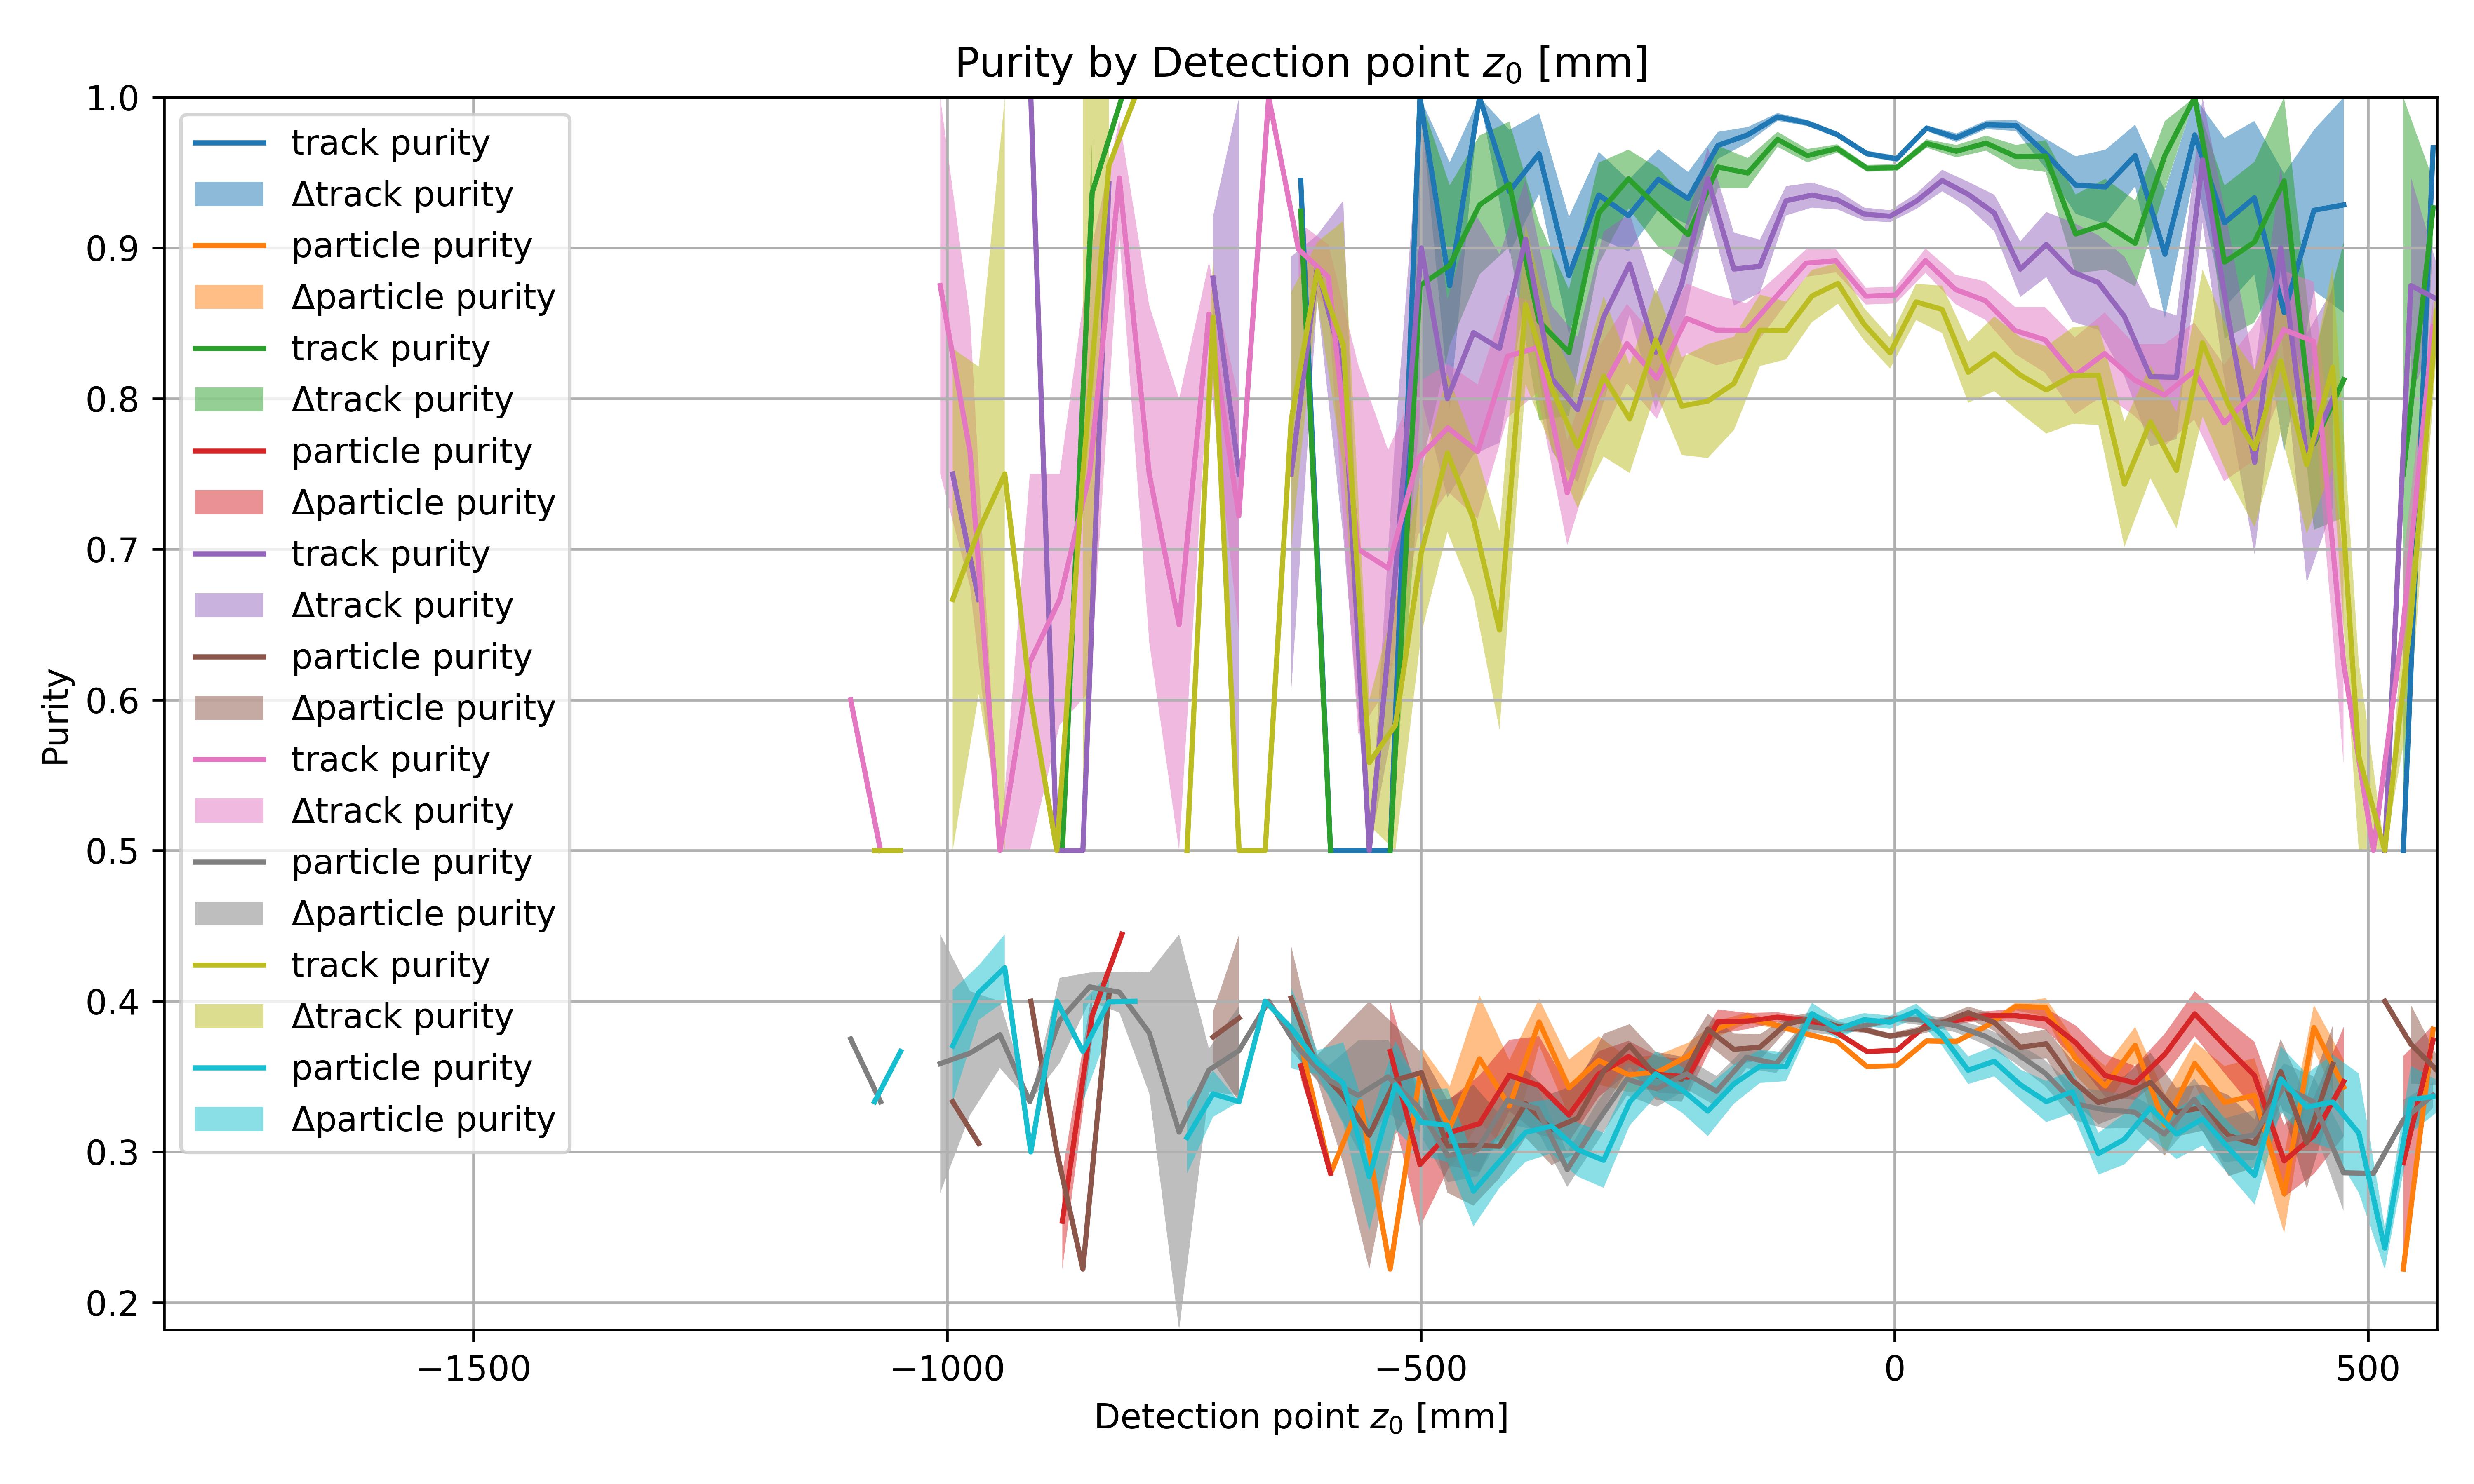 Purity by Detection point z₀ [mm]
1.0
0.9
0.8
0.7
0.6
0.5
0.4
0.3
0.2
Purity
track purity
Δtrack purity
particle purity
Δparticle purity
track purity
Δtrack purity
particle purity
Δparticle purity
track purity
Δtrack purity
particle purity
Δparticle purity
track purity
Δtrack purity
particle purity
Δparticle purity
track purity
Δtrack purity
particle purity
Δparticle purity
−1500 −1000 −500 0 500
Detection point z₀ [mm]